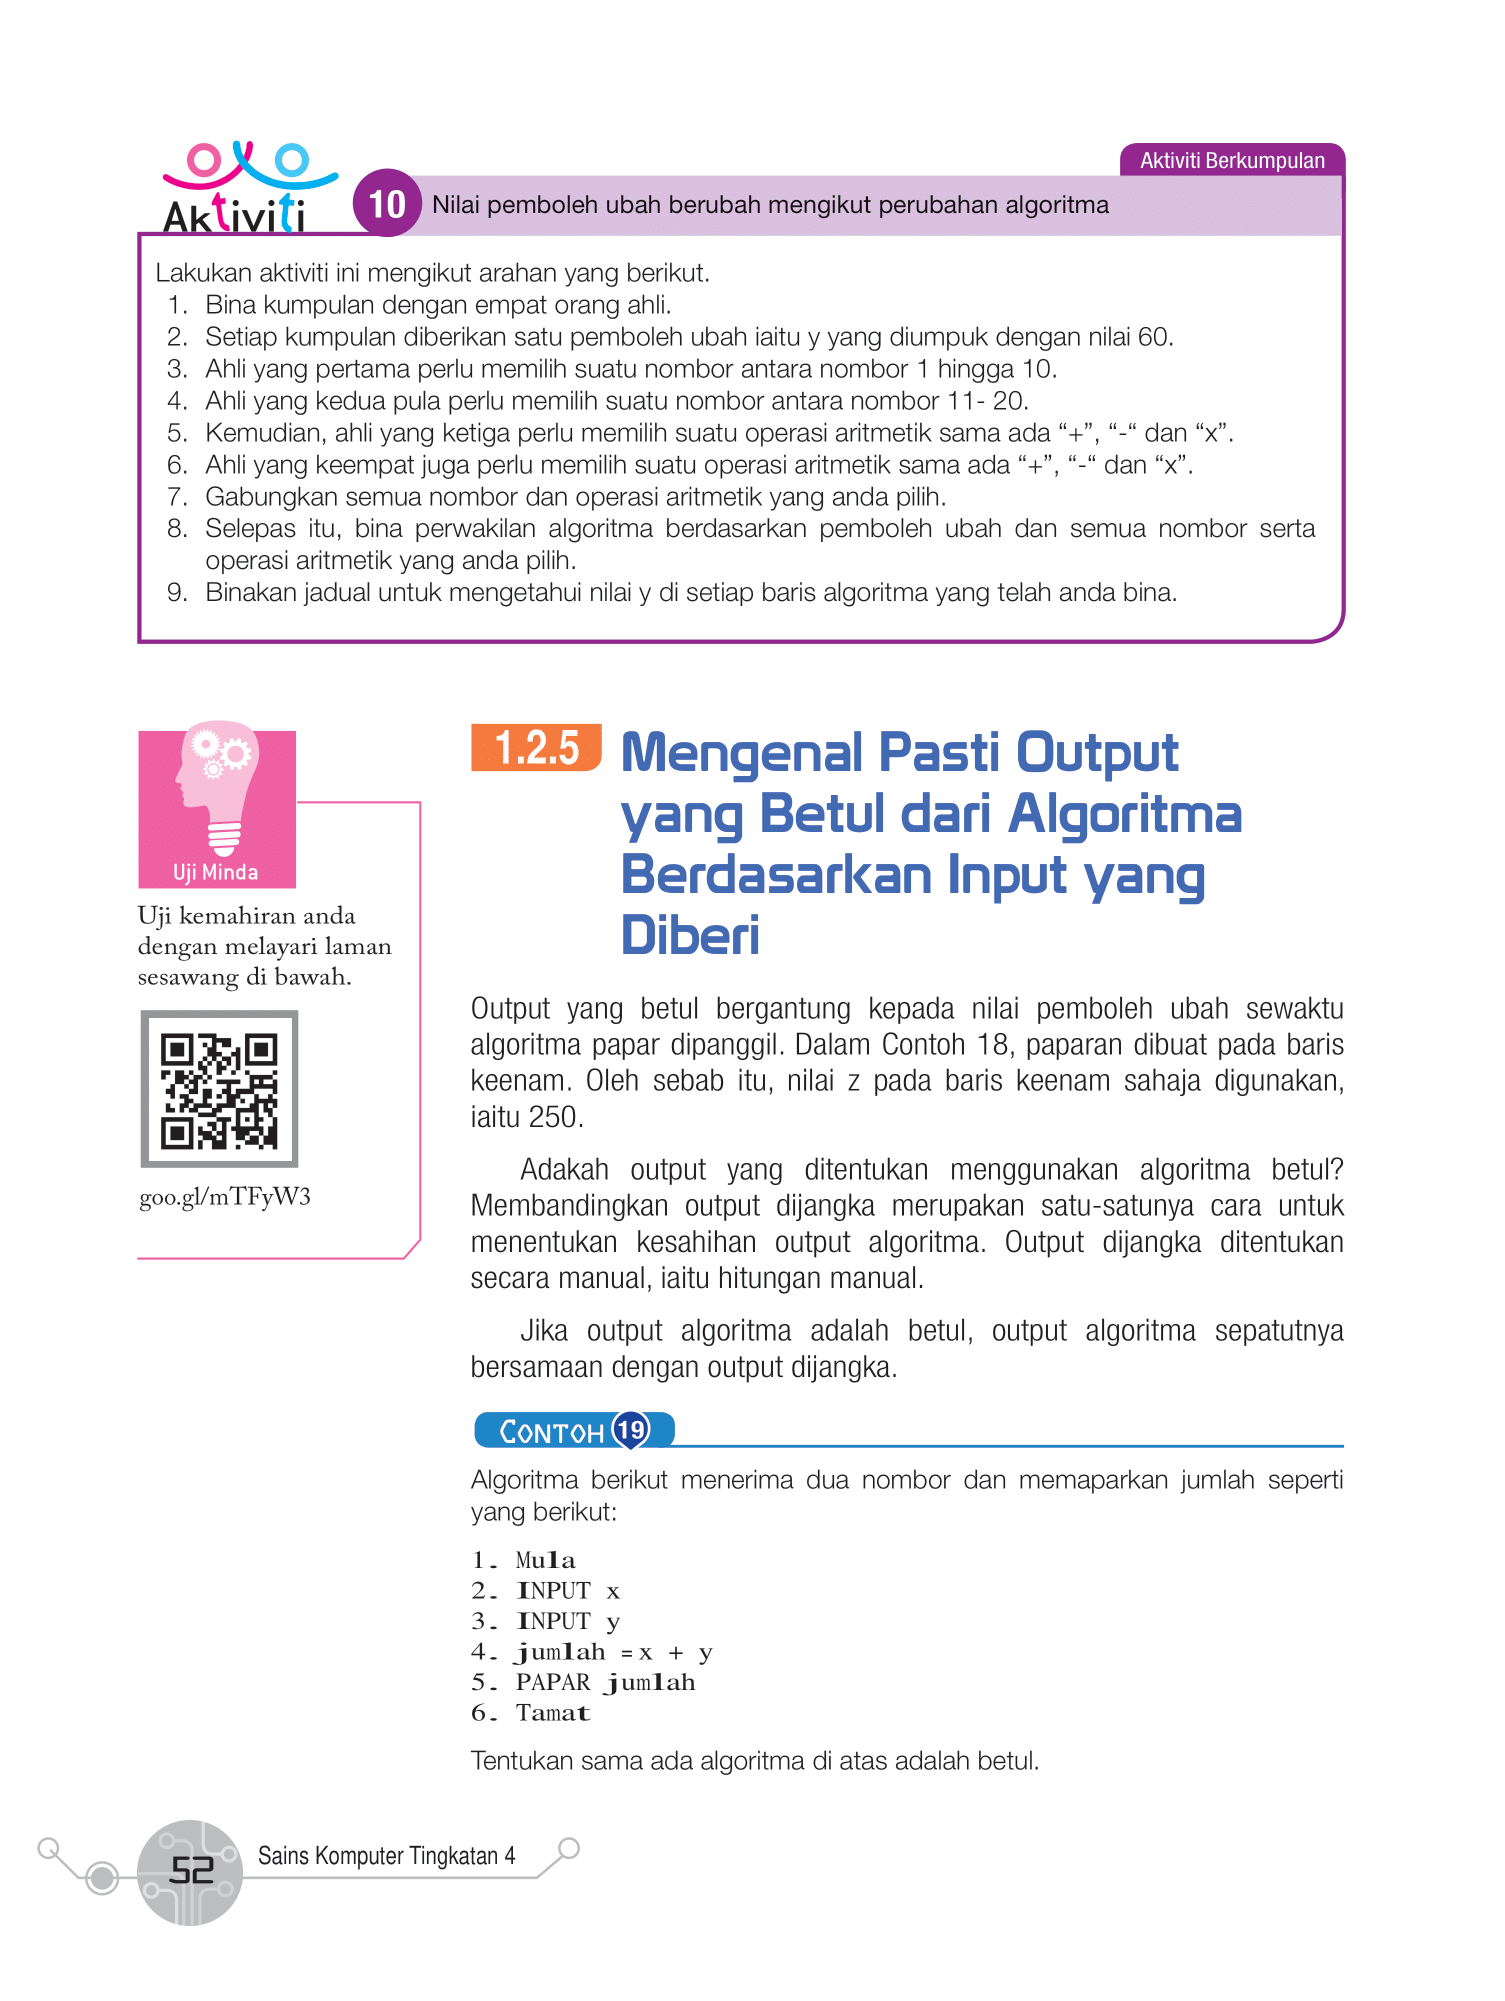 Aktiviti Berkumpulan
Aktiviti
10 Nilai pemboleh ubah berubah mengikut perubahan algoritma
Lakukan aktiviti ini mengikut arahan yang berikut.
1. Bina kumpulan dengan empat orang ahli.
2. Setiap kumpulan diberikan satu pemboleh ubah iaitu y yang diumpuk dengan nilai 60.
3. Ahli yang pertama perlu memilih suatu nombor antara nombor 1 hingga 10.
4. Ahli yang kedua pula perlu memilih suatu nombor antara nombor 11- 20.
5. Kemudian, ahli yang ketiga perlu memilih suatu operasi aritmetik sama ada “+”, “-“ dan “x”.
6. Ahli yang keempat juga perlu memilih suatu operasi aritmetik sama ada “+”, “-“ dan “x”.
7. Gabungkan semua nombor dan operasi aritmetik yang anda pilih.
8. Selepas itu, bina perwakilan algoritma berdasarkan pemboleh ubah dan semua nombor serta
operasi aritmetik yang anda pilih.
9. Binakan jadual untuk mengetahui nilai y di setiap baris algoritma yang telah anda bina.
Uji Minda
Uji kemahiran anda
dengan melayari laman
sesawang di bawah.
goo.gl/mTFyW3
1.2.5 Mengenal Pasti Output
yang Betul dari Algoritma
Berdasarkan Input yang
Diberi
Output yang betul bergantung kepada nilai pemboleh ubah sewaktu
algoritma papar dipanggil. Dalam Contoh 18, paparan dibuat pada baris
keenam. Oleh sebab itu, nilai z pada baris keenam sahaja digunakan,
iaitu 250.
Adakah output yang ditentukan menggunakan algoritma betul?
Membandingkan output dijangka merupakan satu-satunya cara untuk
menentukan kesahihan output algoritma. Output dijangka ditentukan
secara manual, iaitu hitungan manual.
Jika output algoritma adalah betul, output algoritma sepatutnya
bersamaan dengan output dijangka.
CONTOH 19
Algoritma berikut menerima dua nombor dan memaparkan jumlah seperti
yang berikut:
1. Mula
2. INPUT x
3. INPUT y
4. jumlah = x + y
5. PAPAR jumlah
6. Tamat
Tentukan sama ada algoritma di atas adalah betul.
52 Sains Komputer Tingkatan 4